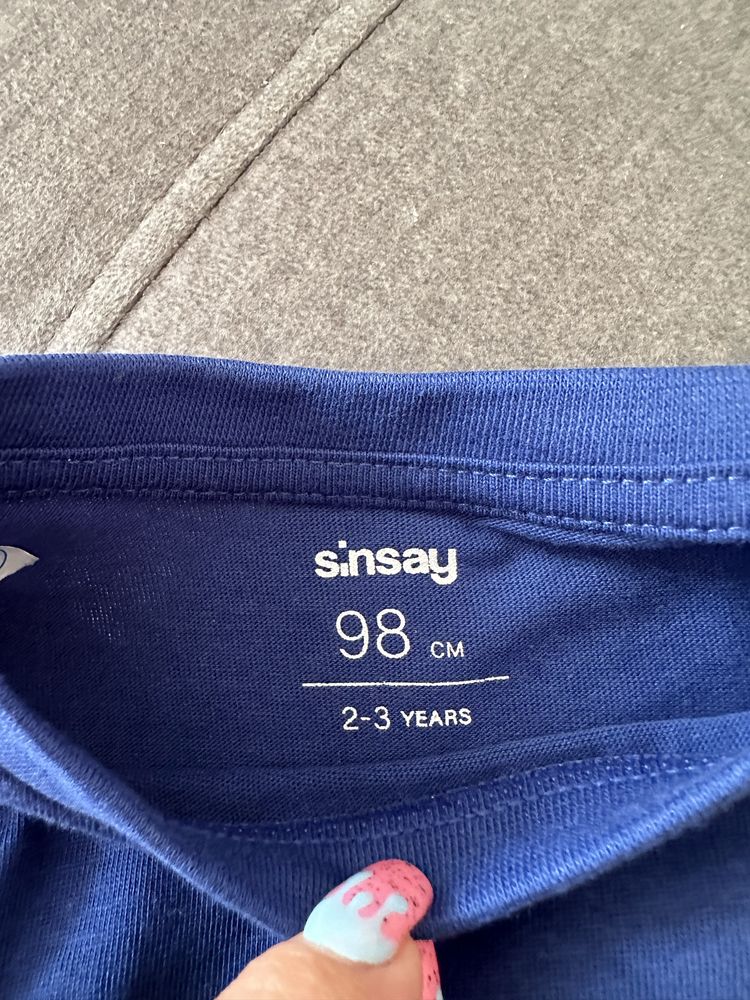 sinsay
98 CM
2-3 YEARS